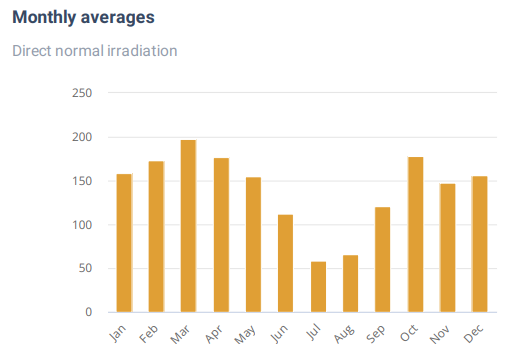 Monthly averages
Direct normal irradiation
250
200
150
100
50
0
Jan Feb Mar Apr May Jun Jul Aug Sep Oct Nov Dec